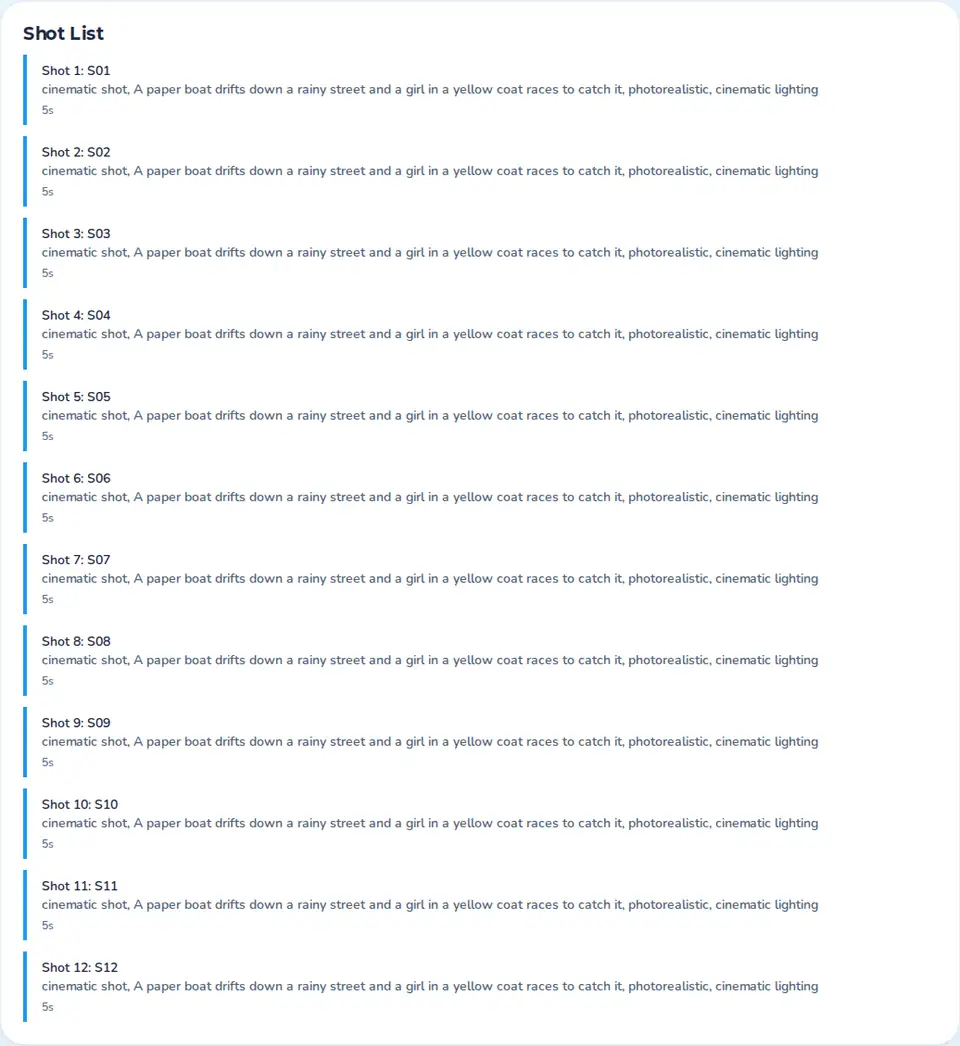 Shot List
Shot 1: S01
cinematic shot, A paper boat drifts down a rainy street and a girl in a yellow coat races to catch it, photorealistic, cinematic lighting
5s
Shot 2: S02
cinematic shot, A paper boat drifts down a rainy street and a girl in a yellow coat races to catch it, photorealistic, cinematic lighting
5s
Shot 3: S03
cinematic shot, A paper boat drifts down a rainy street and a girl in a yellow coat races to catch it, photorealistic, cinematic lighting
5s
Shot 4: S04
cinematic shot, A paper boat drifts down a rainy street and a girl in a yellow coat races to catch it, photorealistic, cinematic lighting
5s
Shot 5: S05
cinematic shot, A paper boat drifts down a rainy street and a girl in a yellow coat races to catch it, photorealistic, cinematic lighting
5s
Shot 6: S06
cinematic shot, A paper boat drifts down a rainy street and a girl in a yellow coat races to catch it, photorealistic, cinematic lighting
5s
Shot 7: S07
cinematic shot, A paper boat drifts down a rainy street and a girl in a yellow coat races to catch it, photorealistic, cinematic lighting
5s
Shot 8: S08
cinematic shot, A paper boat drifts down a rainy street and a girl in a yellow coat races to catch it, photorealistic, cinematic lighting
5s
Shot 9: S09
cinematic shot, A paper boat drifts down a rainy street and a girl in a yellow coat races to catch it, photorealistic, cinematic lighting
5s
Shot 10: S10
cinematic shot, A paper boat drifts down a rainy street and a girl in a yellow coat races to catch it, photorealistic, cinematic lighting
5s
Shot 11: S11
cinematic shot, A paper boat drifts down a rainy street and a girl in a yellow coat races to catch it, photorealistic, cinematic lighting
5s
Shot 12: S12
cinematic shot, A paper boat drifts down a rainy street and a girl in a yellow coat races to catch it, photorealistic, cinematic lighting
5s